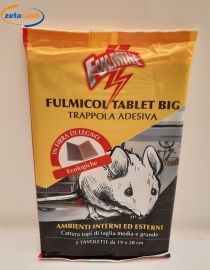 zetacash
FULMINE
FULMICOL TABLET BIG
TRAPPOLA ADESIVA
IN FIBRA DI LEGNO
Ecologiche
AMBIENTI INTERNI ED ESTERNI
Cattura topi di taglia media e grande
2 TAVOLETTE da 19 x 28 cm